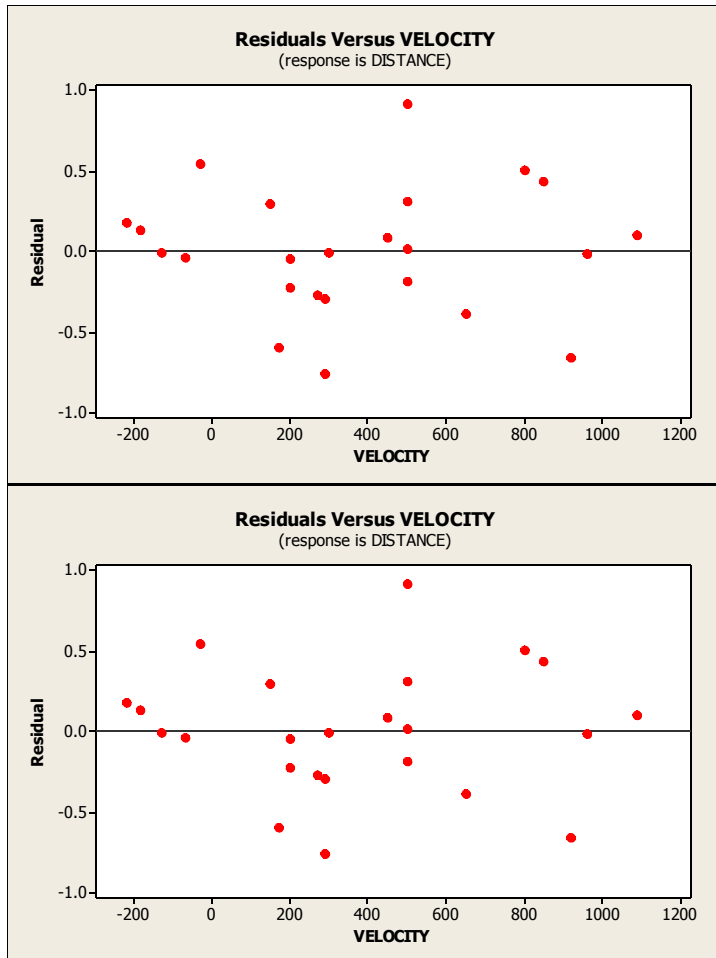 Residuals Versus VELOCITY
(response is DISTANCE)
1.0
0.5
0.0
-0.5
-1.0
Residual
-200 0 200 400 600 800 1000 1200
VELOCITY
Residuals Versus VELOCITY
(response is DISTANCE)
1.0
0.5
0.0
-0.5
-1.0
Residual
-200 0 200 400 600 800 1000 1200
VELOCITY